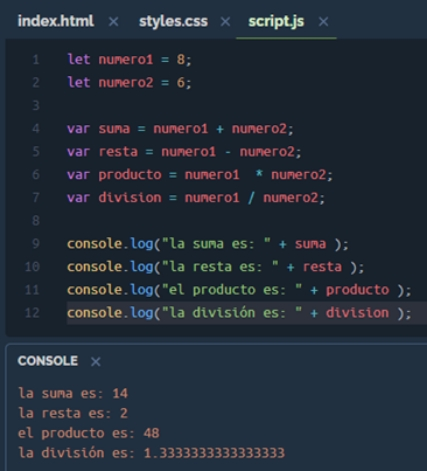 index.html × styles.css × script.js ×
1 let numero1 = 8;
2 let numero2 = 6;
3
4 var suma = numero1 + numero2;
5 var resta = numero1 - numero2;
6 var producto = numero1  * numero2;
7 var division = numero1 / numero2;
8
9 console.log("la suma es: " + suma );
10 console.log("la resta es: " + resta );
11 console.log("el producto es: " + producto );
12 console.log("la división es: " + division );
CONSOLE ×
la suma es: 14
la resta es: 2
el producto es: 48
la división es: 1.3333333333333333